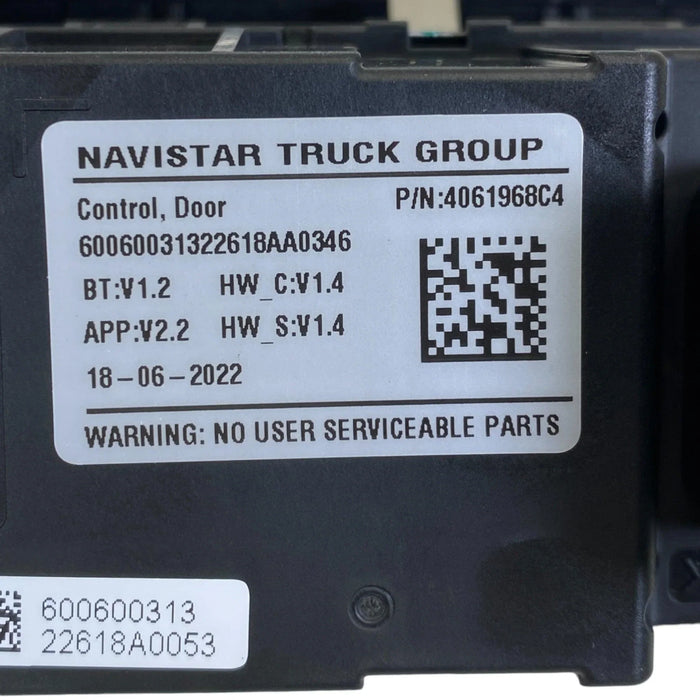 NAVISTAR TRUCK GROUP
Control, Door P/N:4061968C4
60060031322618AA0346
BT:V1.2 HW_C:V1.4
APP:V2.2 HW_S:V1.4
18-06-2022
WARNING: NO USER SERVICEABLE PARTS
600600313
22618A0053